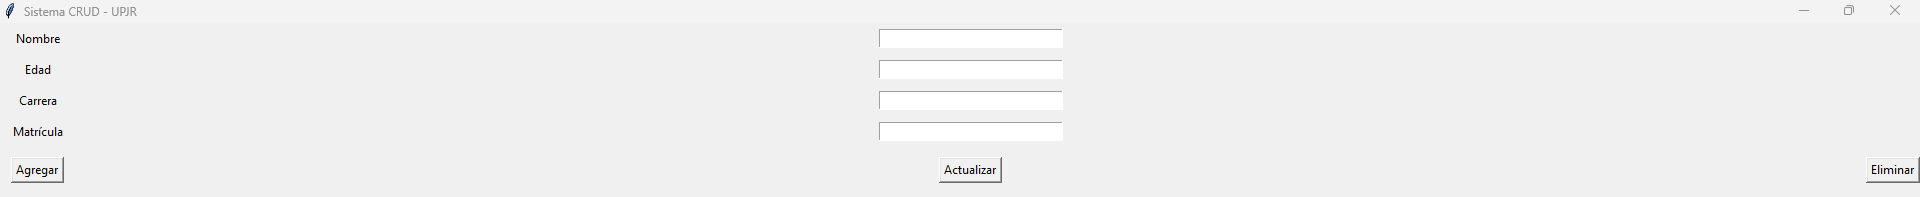 Sistema CRUD - UPJR
Nombre
Edad
Carrera
Matrícula
Agregar Actualizar Eliminar